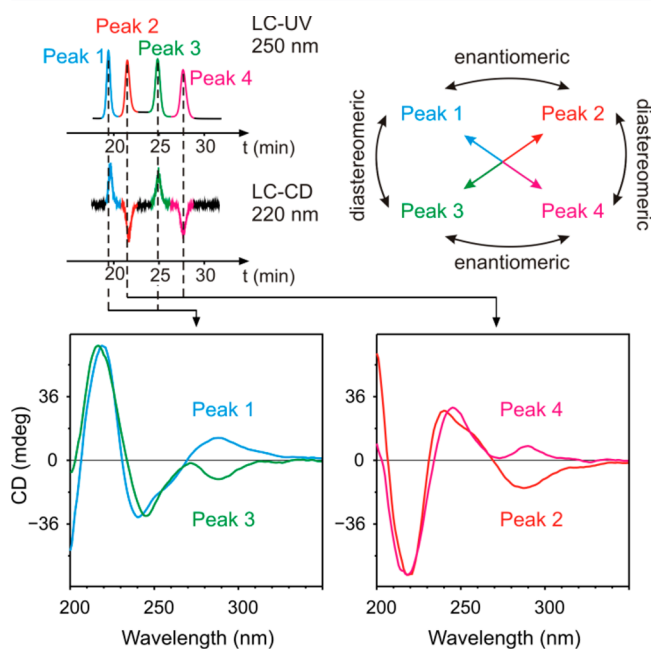 LC-UV
250 nm
Peak 1
Peak 2
Peak 3
Peak 4
20
25
30
t (min)
LC-CD
220 nm
20
25
30
t (min)
enantiomeric
diastereomeric
Peak 1
Peak 2
Peak 3
Peak 4
diastereomeric
enantiomeric
CD (mdeg)
36
0
−36
Peak 1
Peak 3
200
250
300
Wavelength (nm)
36
0
−36
Peak 4
Peak 2
200
250
300
Wavelength (nm)